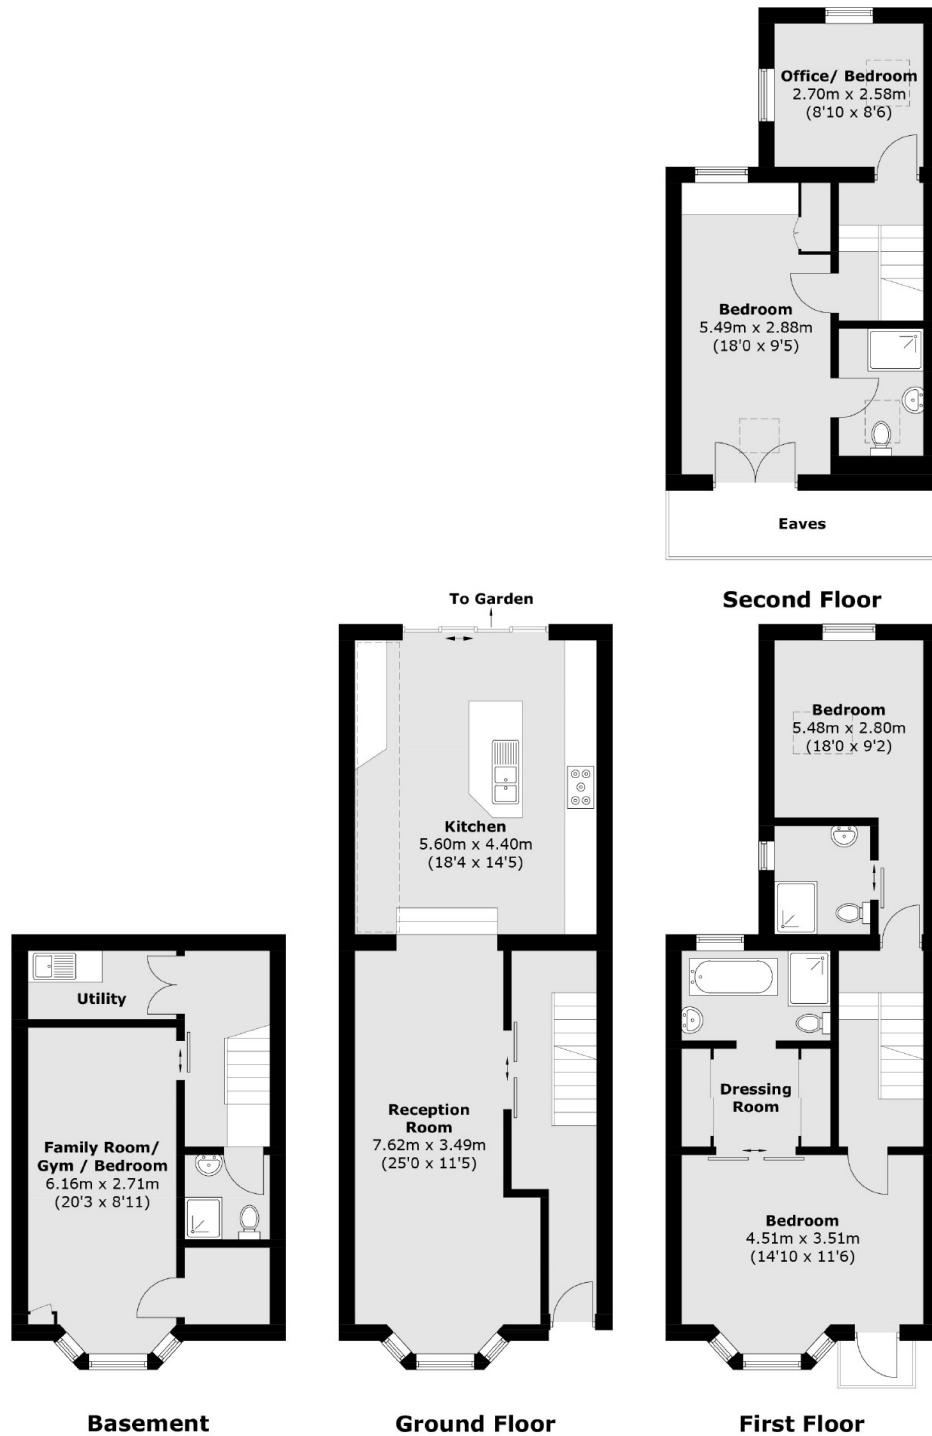 Office/ Bedroom
2.70m x 2.58m
(8'10 x 8'6)
Bedroom
5.49m x 2.88m
(18'0 x 9'5)
Eaves
Second Floor
To Garden
Kitchen
5.60m x 4.40m
(18'4 x 14'5)
Reception
Room
7.62m x 3.49m
(25'0 x 11'5)
Ground Floor
Bedroom
5.48m x 2.80m
(18'0 x 9'2)
Dressing
Room
Bedroom
4.51m x 3.51m
(14'10 x 11'6)
First Floor
Utility
Family Room/
Gym / Bedroom
6.16m x 2.71m
(20'3 x 8'11)
Basement